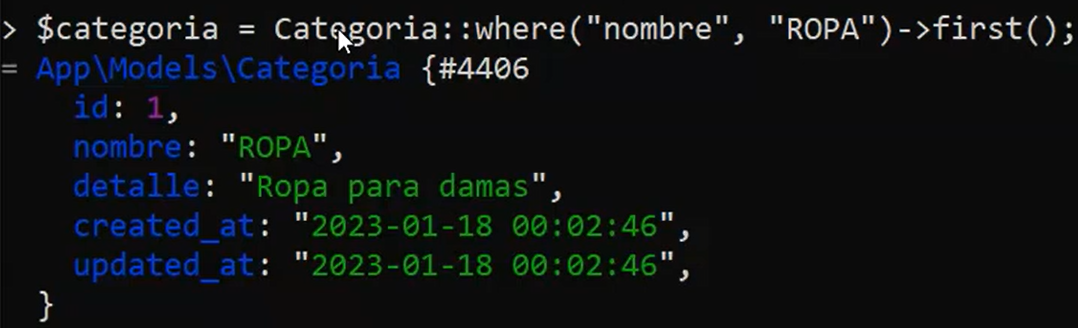 > $categoria = Categoria::where("nombre", "ROPA")->first();
= App\Models\Categoria {#4406
id: 1,
nombre: "ROPA",
detalle: "Ropa para damas",
created_at: "2023-01-18 00:02:46",
updated_at: "2023-01-18 00:02:46",
}